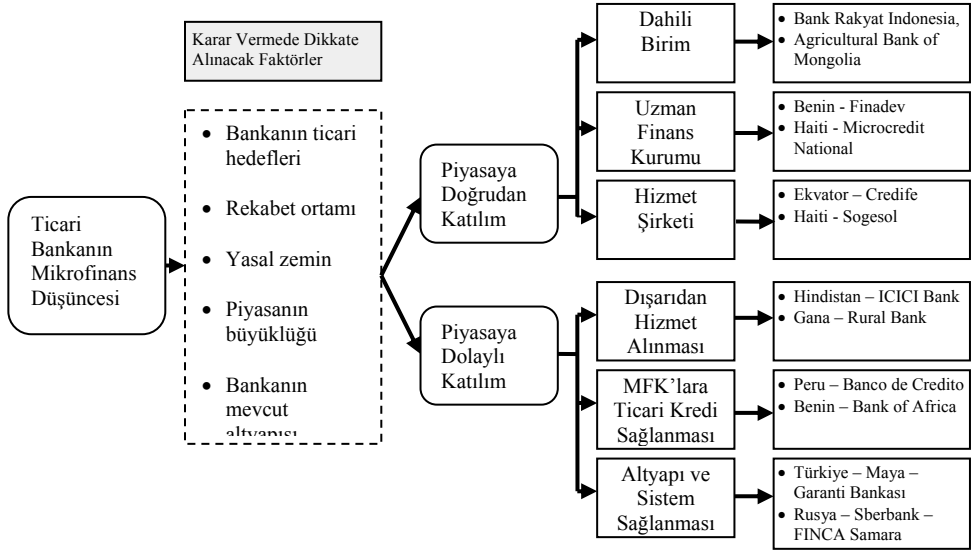 Ticari
Bankanın
Mikrofinans
Düşüncesi
Karar Vermede Dikkate
Alınacak Faktörler
• Bankanın ticari
hedefleri
• Rekabet ortamı
• Yasal zemin
• Piyasanın
büyüklüğü
• Bankanın
mevcut
altyapısı
Piyasaya
Doğrudan
Katılım
Dahili
Birim
• Bank Rakyat Indonesia,
• Agricultural Bank of
Mongolia
Uzman
Finans
Kurumu
• Benin - Finadev
• Haiti - Microcredit
National
Hizmet
Şirketi
• Ekvator – Credife
• Haiti - Sogesol
Piyasaya
Dolaylı
Katılım
Dışarıdan
Hizmet
Alınması
• Hindistan – ICICI Bank
• Gana – Rural Bank
MFK’lara
Ticari Kredi
Sağlanması
• Peru – Banco de Credito
• Benin – Bank of Africa
Altyapı ve
Sistem
Sağlanması
• Türkiye – Maya –
Garanti Bankası
• Rusya – Sberbank –
FINCA Samara